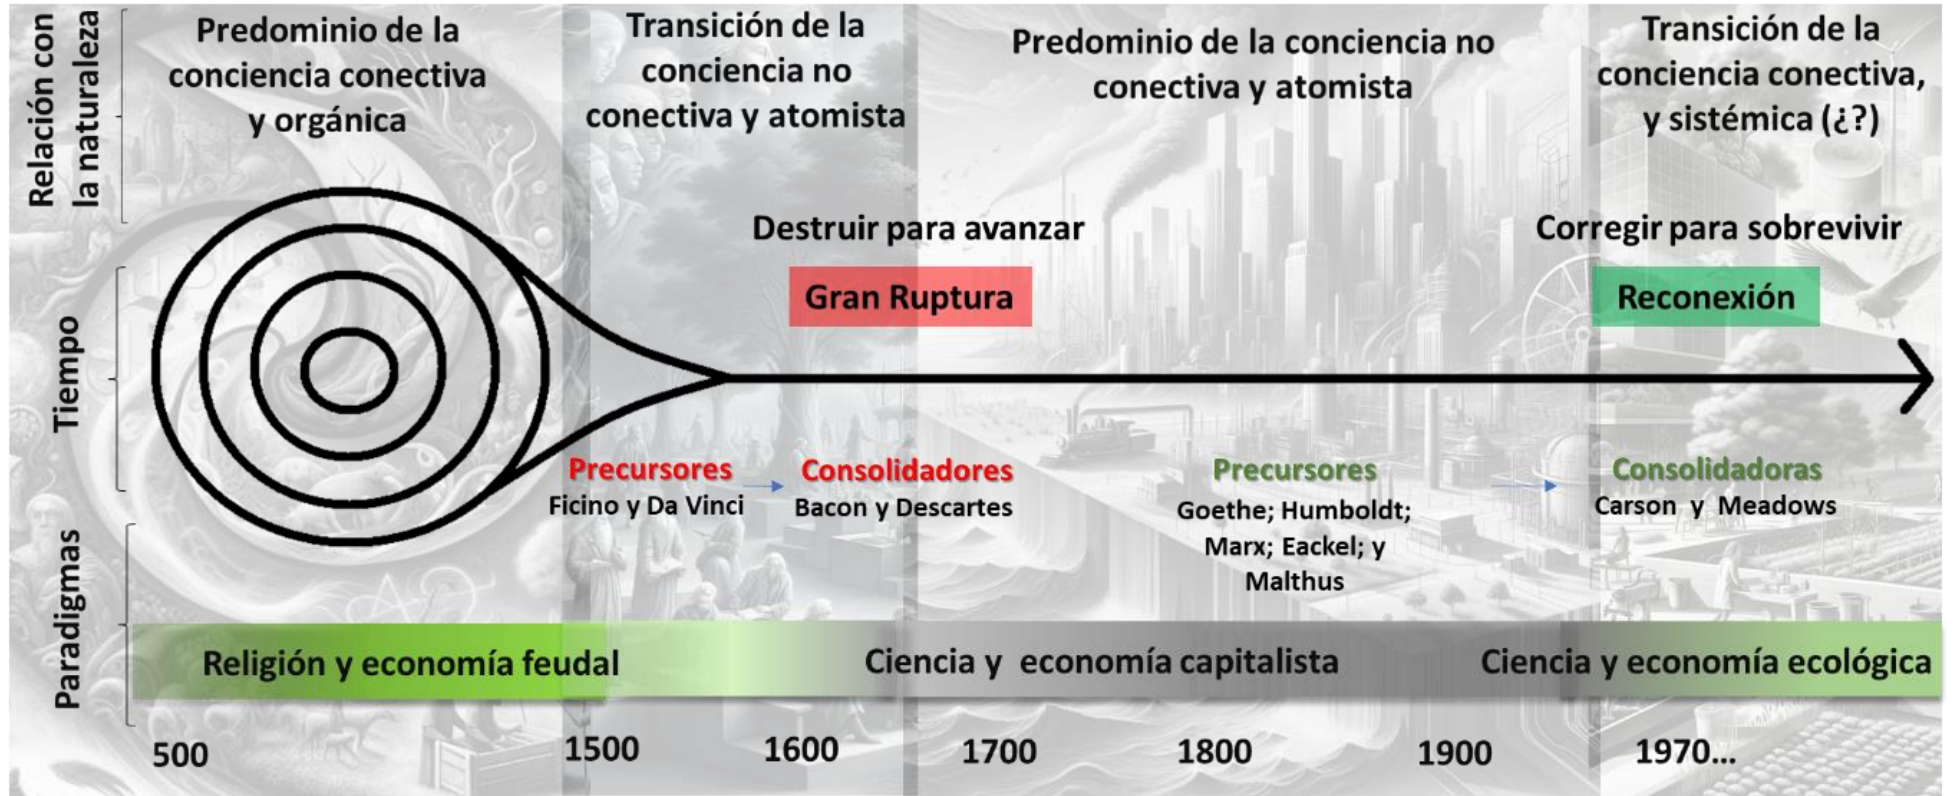 Relación con
la naturaleza
Predominio de la
conciencia conectiva
y orgánica
Transición de la
conciencia no
conectiva y atomista
Predominio de la conciencia no
conectiva y atomista
Transición de la
conciencia conectiva,
y sistémica (¿?)
Tiempo
Destruir para avanzar
Gran Ruptura
Corregir para sobrevivir
Reconexión
Precursores
Ficino y Da Vinci
Consolidadores
Bacon y Descartes
Precursores
Goethe; Humboldt;
Marx; Eackel; y
Malthus
Consolidadoras
Carson y Meadows
Paradigmas
Religión y economía feudal
Ciencia y economía capitalista
Ciencia y economía ecológica
500
1500
1600
1700
1800
1900
1970...